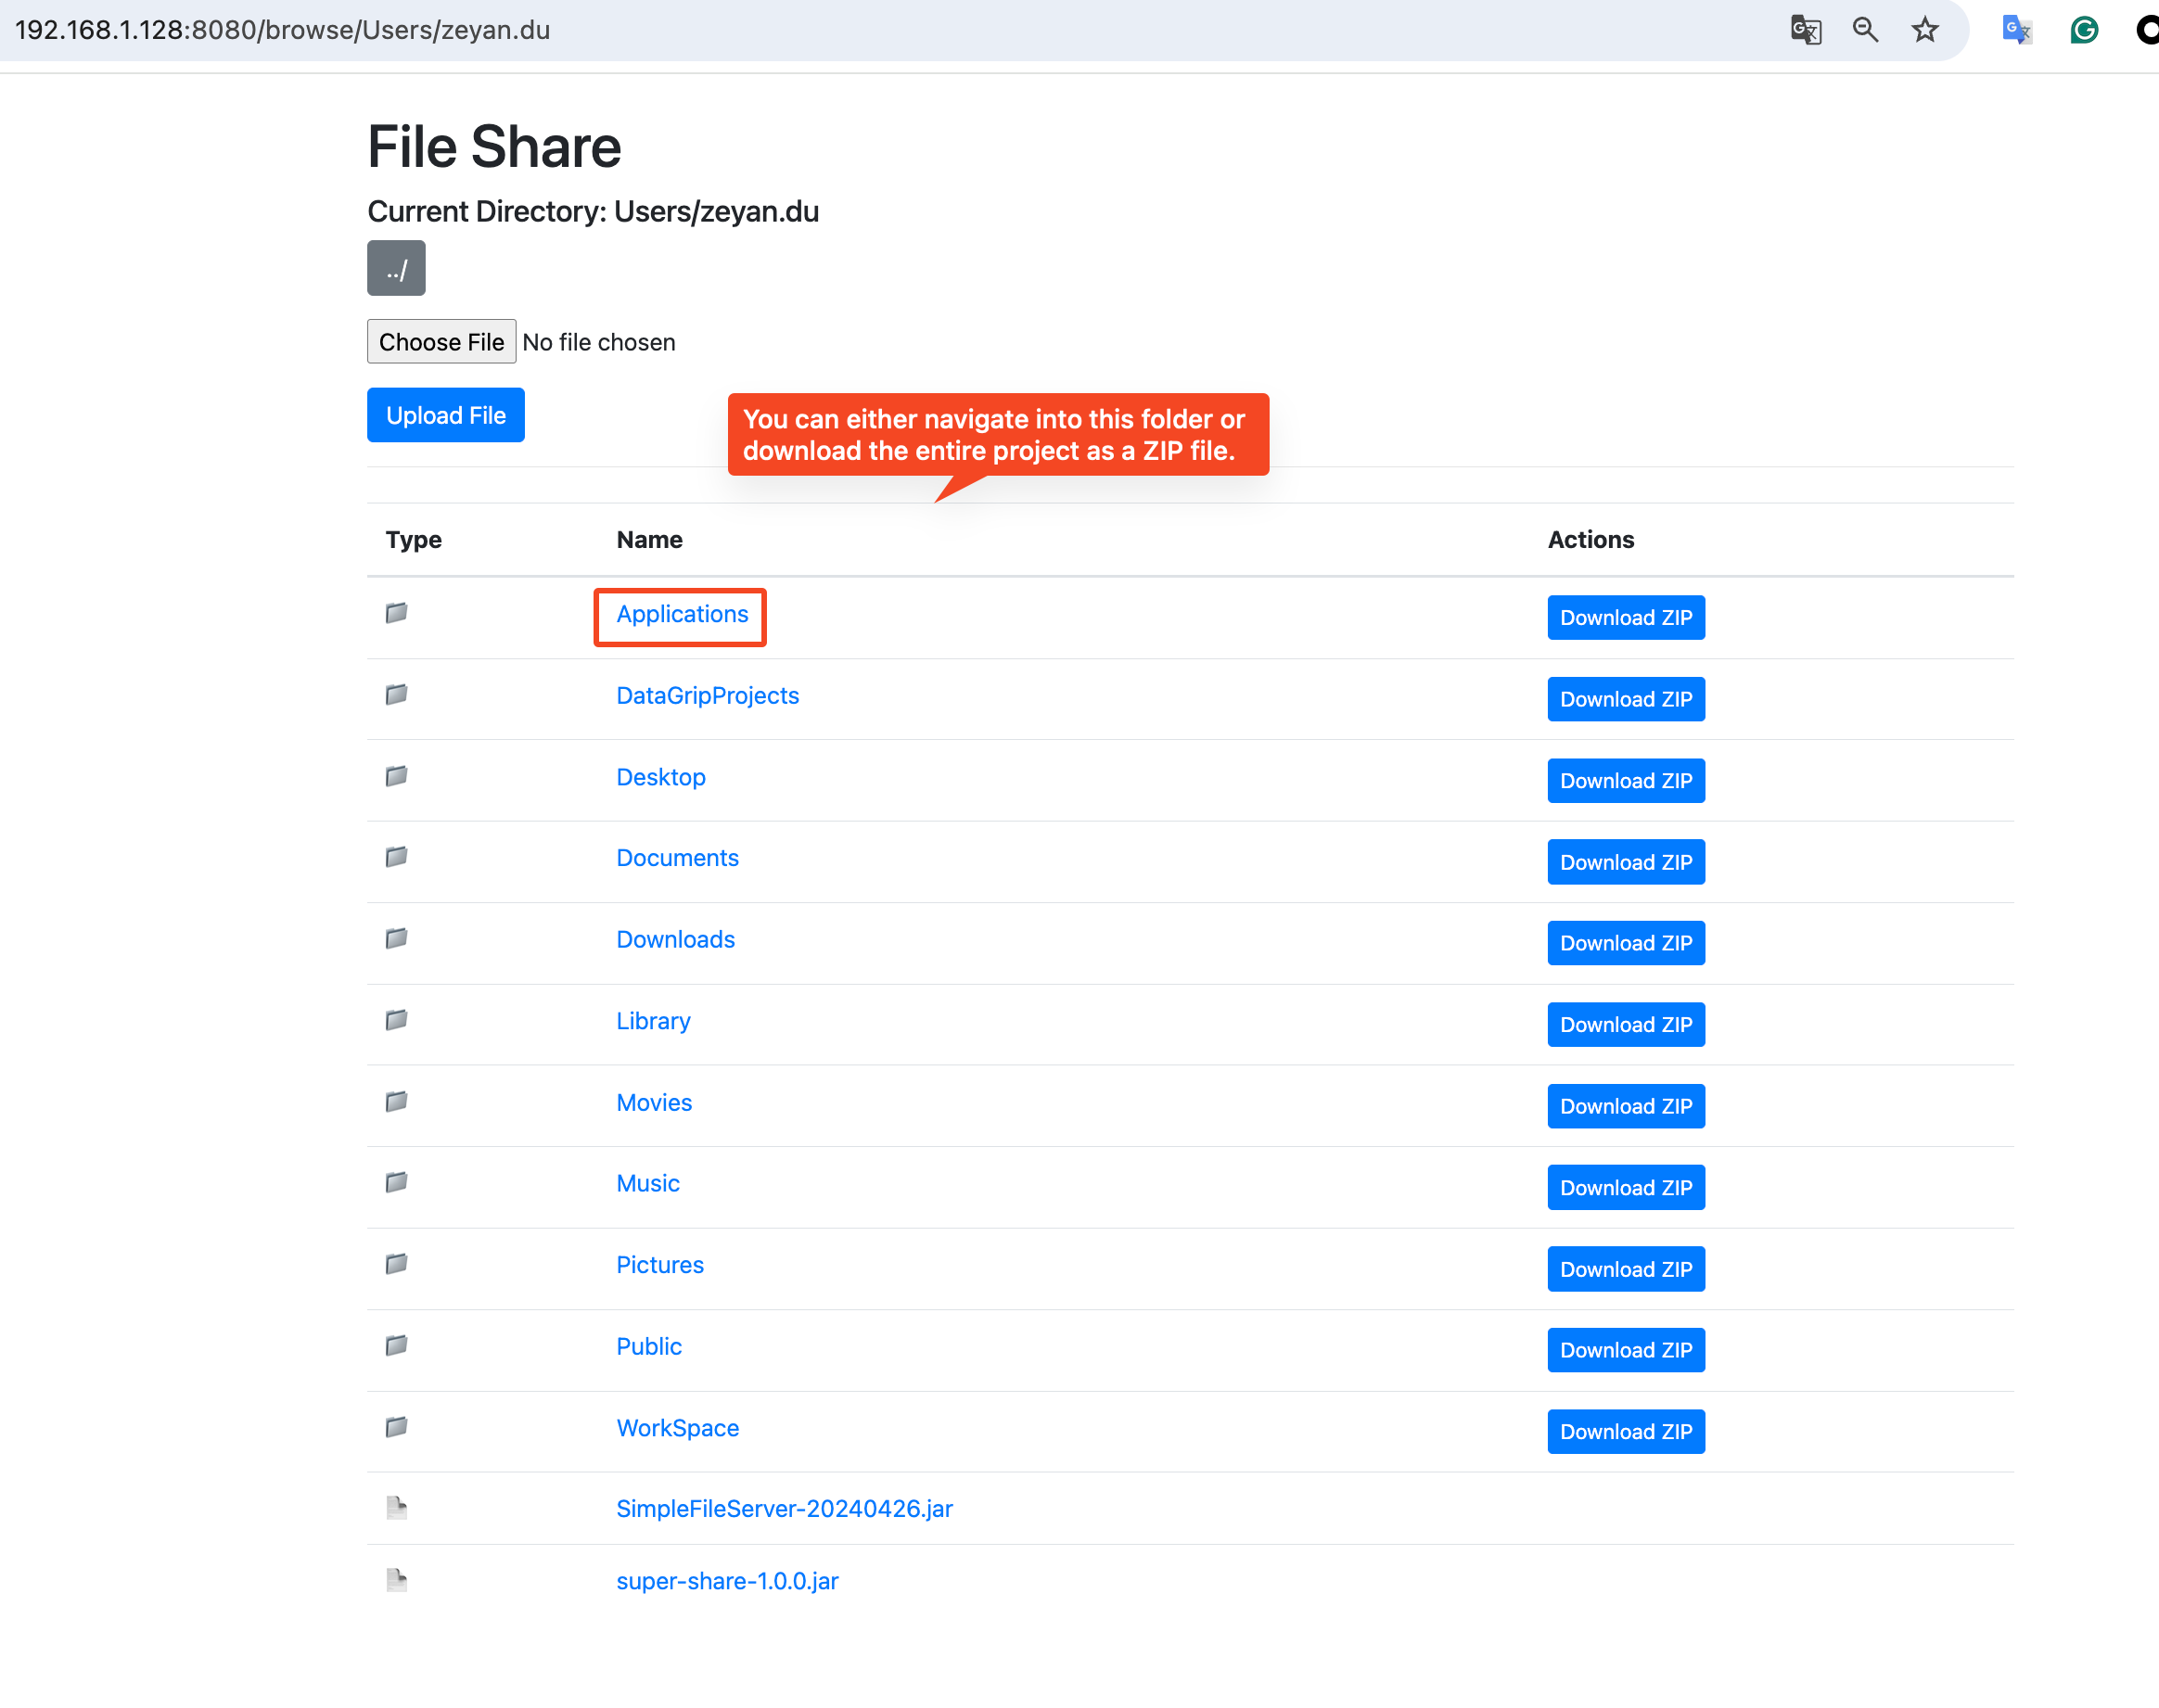 192.168.1.128:8080/browse/Users/zeyan.du
File Share
Current Directory: Users/zeyan.du
../
Choose File No file chosen
Upload File
You can either navigate into this folder or
download the entire project as a ZIP file.
Type Name Actions
Applications Download ZIP
DataGripProjects Download ZIP
Desktop Download ZIP
Documents Download ZIP
Downloads Download ZIP
Library Download ZIP
Movies Download ZIP
Music Download ZIP
Pictures Download ZIP
Public Download ZIP
WorkSpace Download ZIP
SimpleFileServer-20240426.jar
super-share-1.0.0.jar